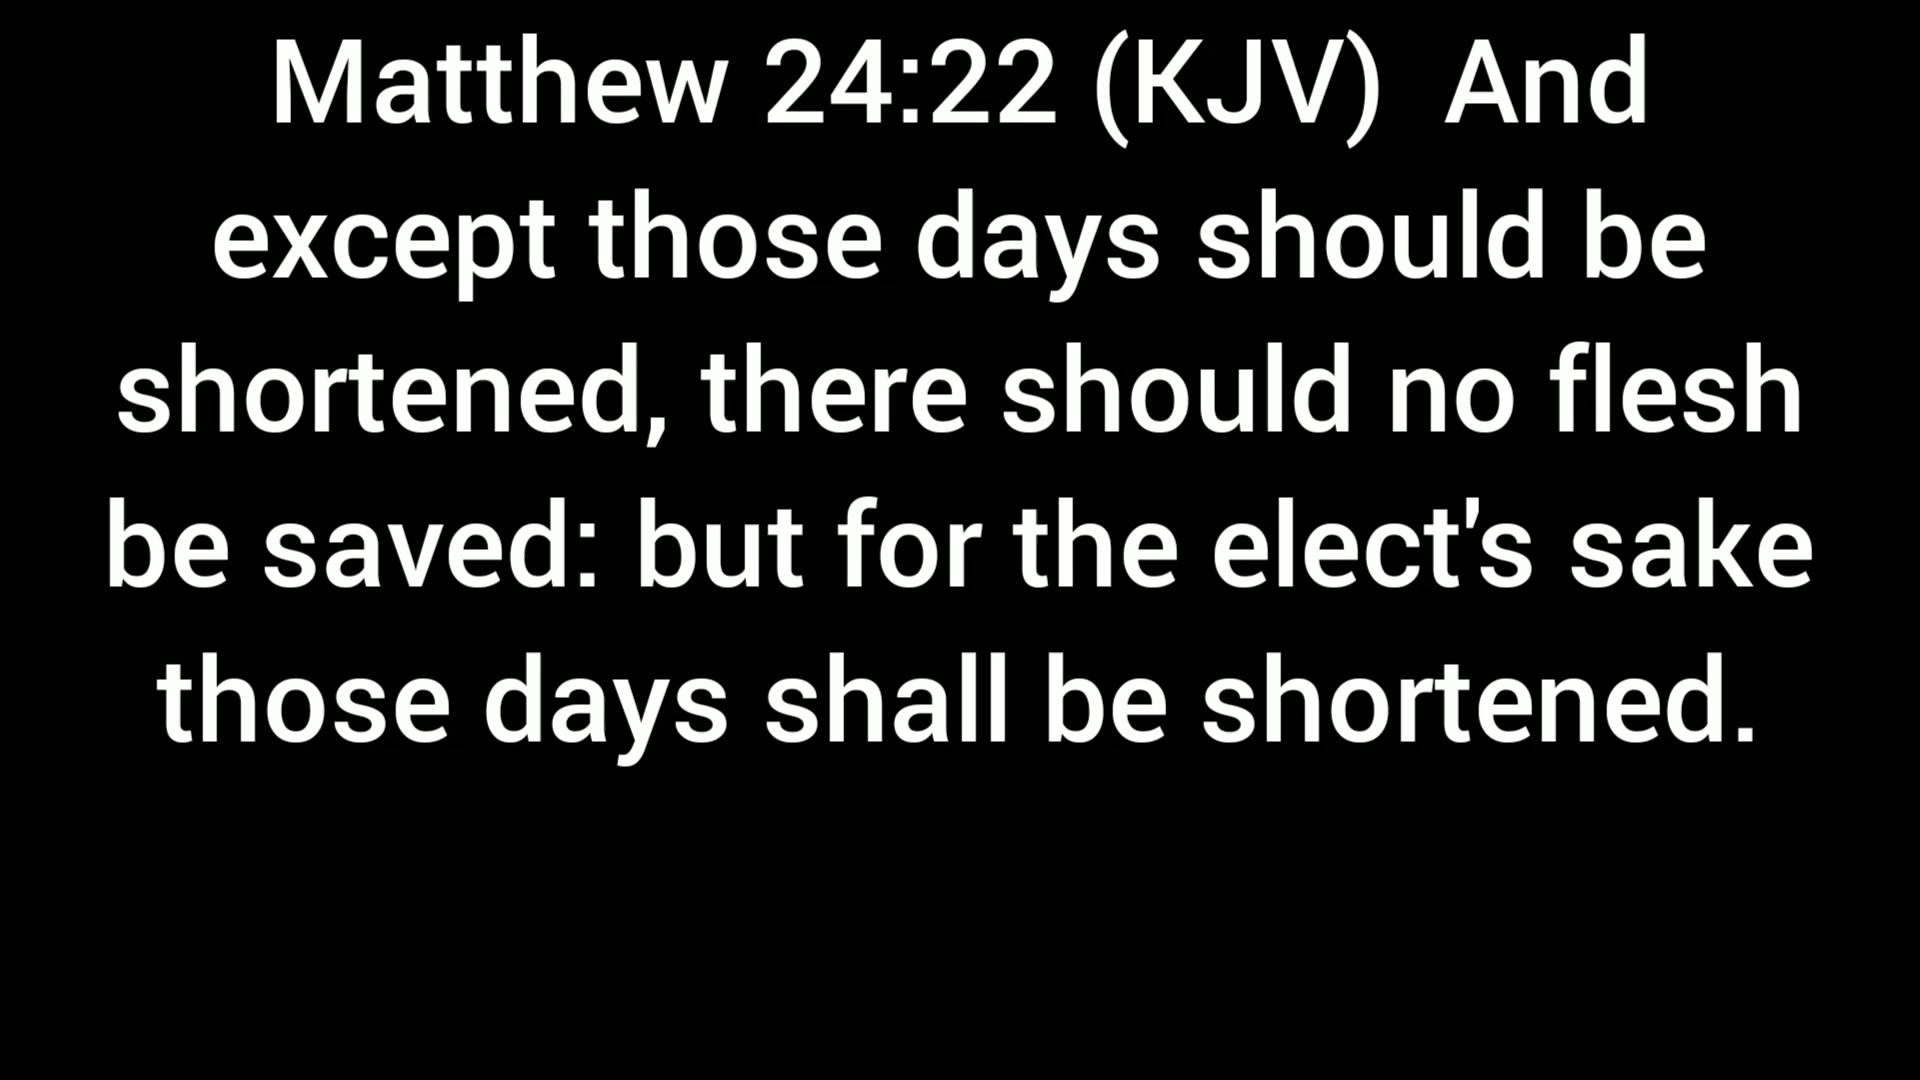 Matthew 24:22 (KJV)  And
except those days should be
shortened, there should no flesh
be saved: but for the elect's sake
those days shall be shortened.